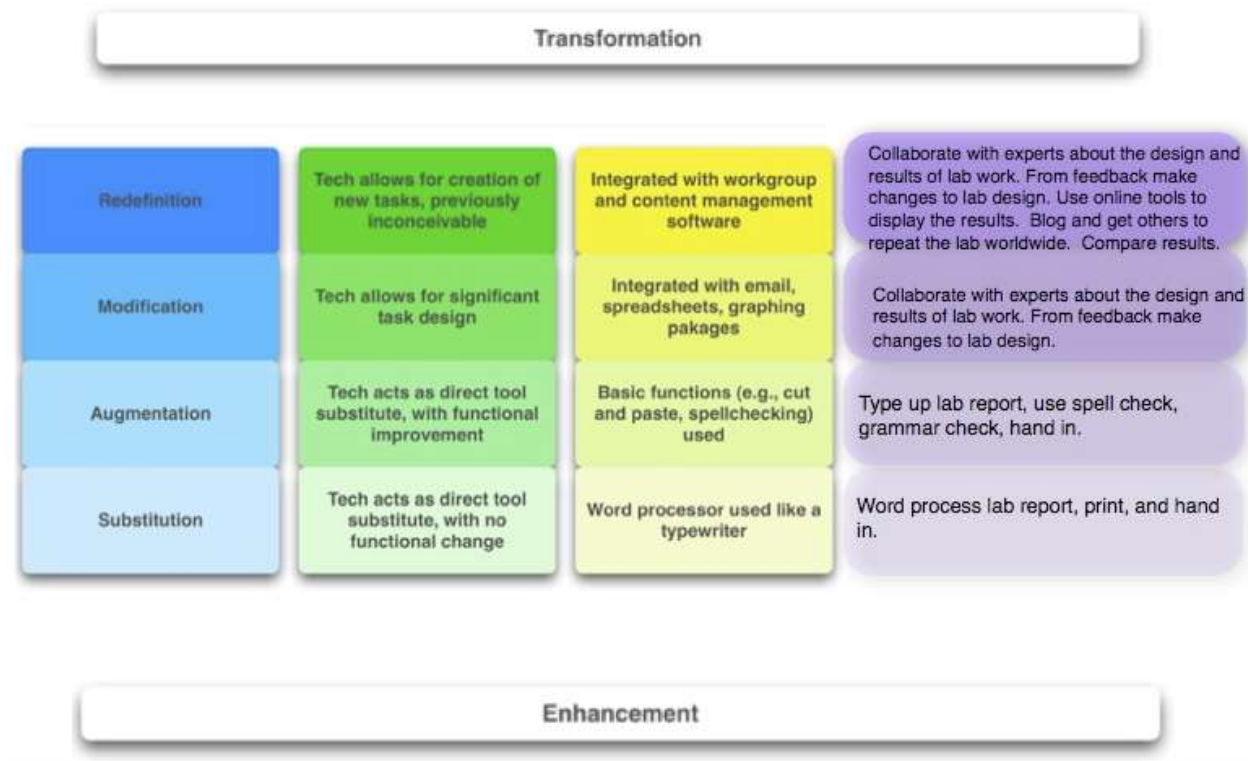 Transformation
Redefinition
Tech allows for creation of
new tasks, previously
inconceivable
Integrated with workgroup
and content management
software
Collaborate with experts about the design and
results of lab work. From feedback make
changes to lab design. Use online tools to
display the results. Blog and get others to
repeat the lab worldwide. Compare results.
Modification
Tech allows for significant
task design
Integrated with email,
spreadsheets, graphing
pakages
Collaborate with experts about the design and
results of lab work. From feedback make
changes to lab design.
Augmentation
Tech acts as direct tool
substitute, with functional
improvement
Basic functions (e.g., cut
and paste, spellchecking)
used
Type up lab report, use spell check,
grammar check, hand in.
Substitution
Tech acts as direct tool
substitute, with no
functional change
Word processor used like a
typewriter
Word process lab report, print, and hand
in.
Enhancement